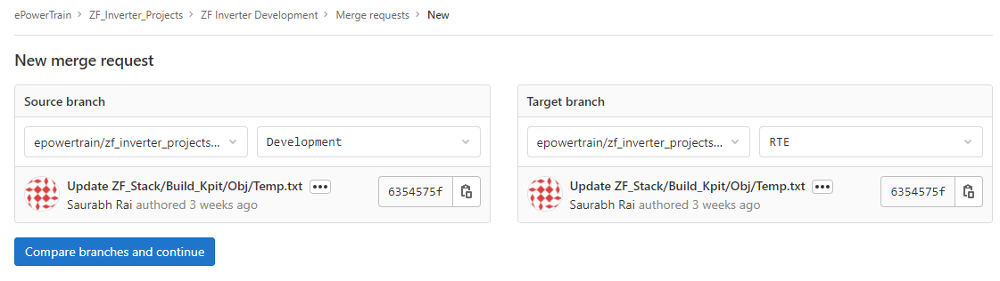 ePowerTrain > ZF_Inverter_Projects > ZF Inverter Development > Merge requests > New
New merge request
Source branch
epowertrain/zf_inverter_projects...
Development
Update ZF_Stack/Build_Kpit/Obj/Temp.txt
Saurabh Rai authored 3 weeks ago
6354575f
Target branch
epowertrain/zf_inverter_projects...
RTE
Update ZF_Stack/Build_Kpit/Obj/Temp.txt
Saurabh Rai authored 3 weeks ago
6354575f
Compare branches and continue